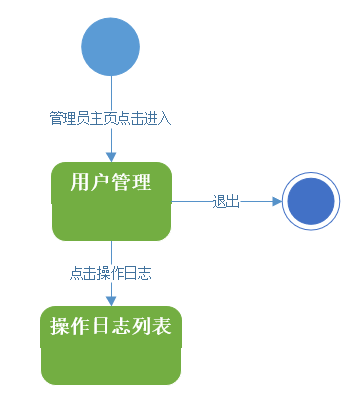 管理员主页点击进入
用户管理
退出
点击操作日志
操作日志列表